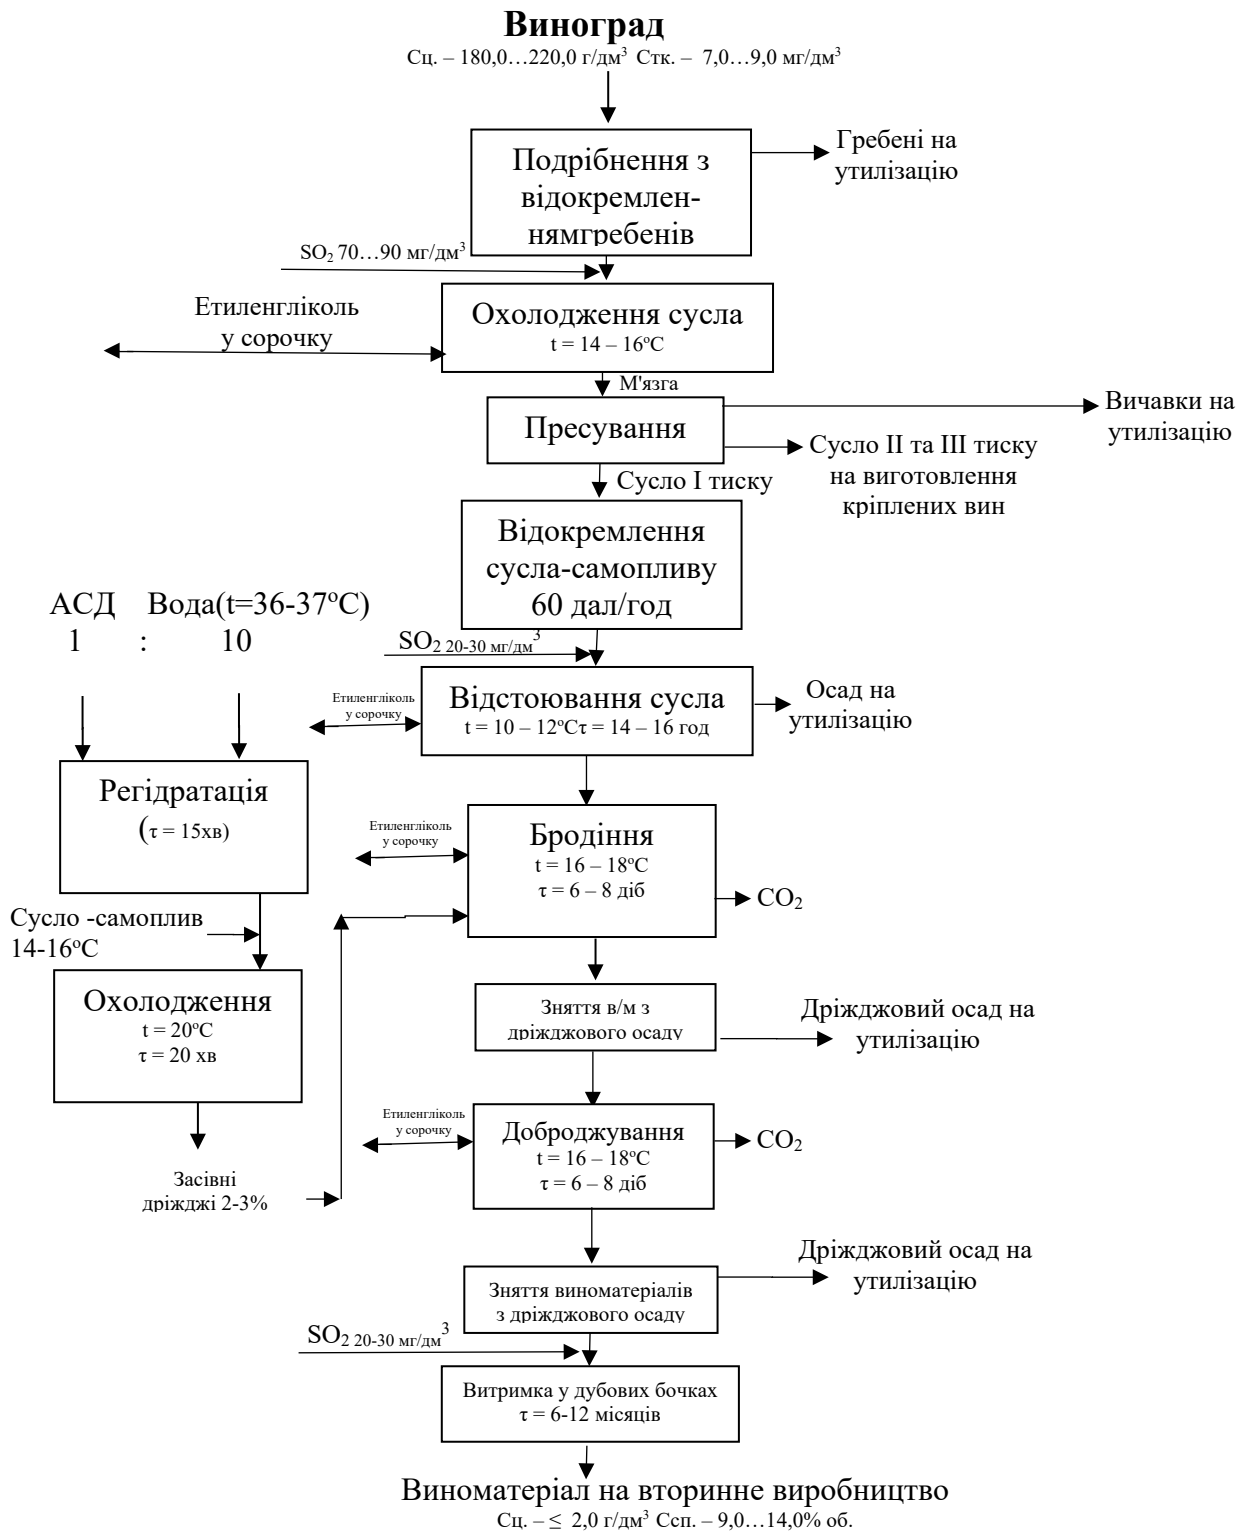 Виноград
Сц. – 180,0…220,0 г/дм³ Стк. – 7,0…9,0 мг/дм³
Подрібнення з
відокремлен-
нямгребенів
Гребені на
утилізацію
SO₂ 70…90 мг/дм³
Етиленгліколь
у сорочку
Охолодження сусла
t = 14 – 16ºС
М'язга
Пресування
Вичавки на
утилізацію
Сусло ІІ та ІІІ тиску
на виготовлення
кріплених вин
Сусло І тиску
Відокремлення
сусла-самопливу
60 дал/год
АСД Вода(t=36-37ºС)
1 : 10
SO₂ 20-30 мг/дм³
Етиленгліколь
у сорочку
Відстоювання сусла
t = 10 – 12ºСτ = 14 – 16 год
Осад на
утилізацію
Регідратація
(τ = 15хв)
Етиленгліколь
у сорочку
Бродіння
t = 16 – 18ºС
τ = 6 – 8 діб
СО₂
Сусло -самоплив
14-16ºС
Охолодження
t = 20ºС
τ = 20 хв
Зняття в/м з
дріжджового осаду
Дріжджовий осад на
утилізацію
Етиленгліколь
у сорочку
Доброджування
t = 16 – 18ºС
τ = 6 – 8 діб
СО₂
Засівні
дріжджі 2-3%
Зняття виноматеріалів
з дріжджового осаду
Дріжджовий осад на
утилізацію
SO₂ 20-30 мг/дм³
Витримка у дубових бочках
τ = 6-12 місяців
Виноматеріал на вторинне виробництво
Сц. – ≤ 2,0 г/дм³ Ссп. – 9,0…14,0% об.